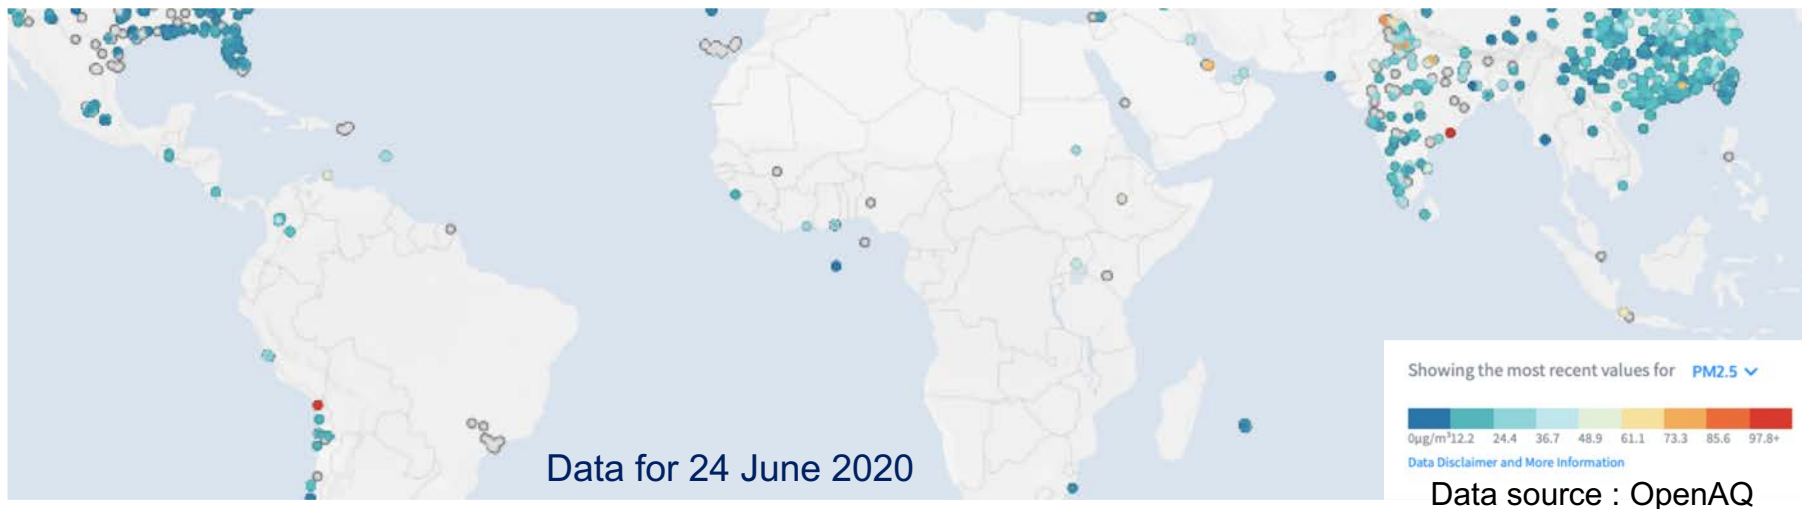 Data for 24 June 2020
Showing the most recent values for PM2.5
0µg/m³ 12.2 24.4 36.7 48.9 61.1 73.3 85.6 97.8+
Data Disclaimer and More Information
Data source : OpenAQ